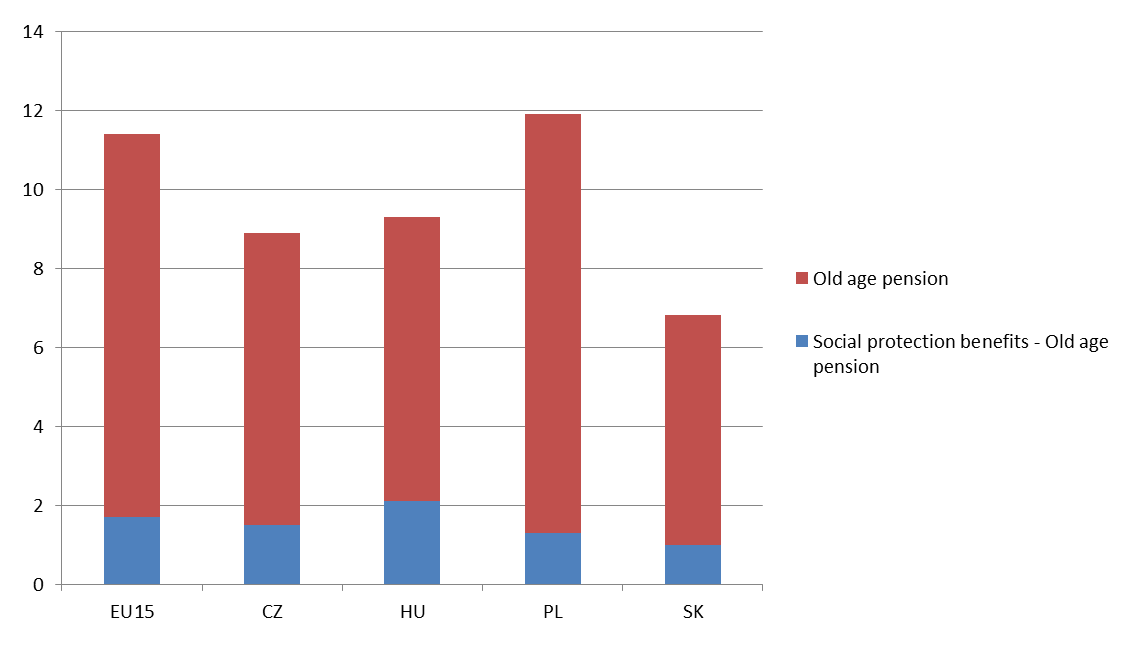 14
12
10
8
6
4
2
0
EU15
CZ
HU
PL
SK
Old age pension
Social protection benefits - Old age
pension